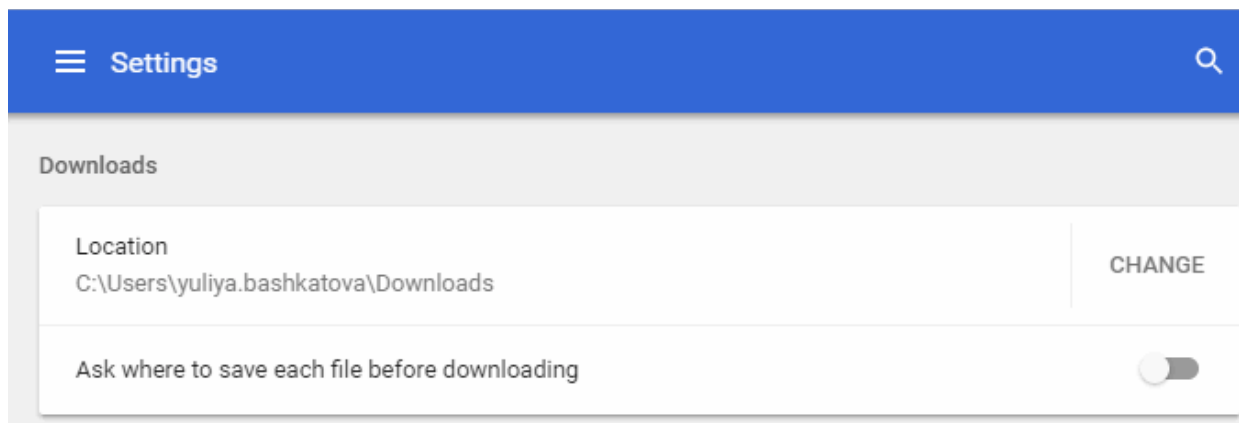 Settings
Downloads
Location
C:\Users\yuliya.bashkatova\Downloads
CHANGE
Ask where to save each file before downloading